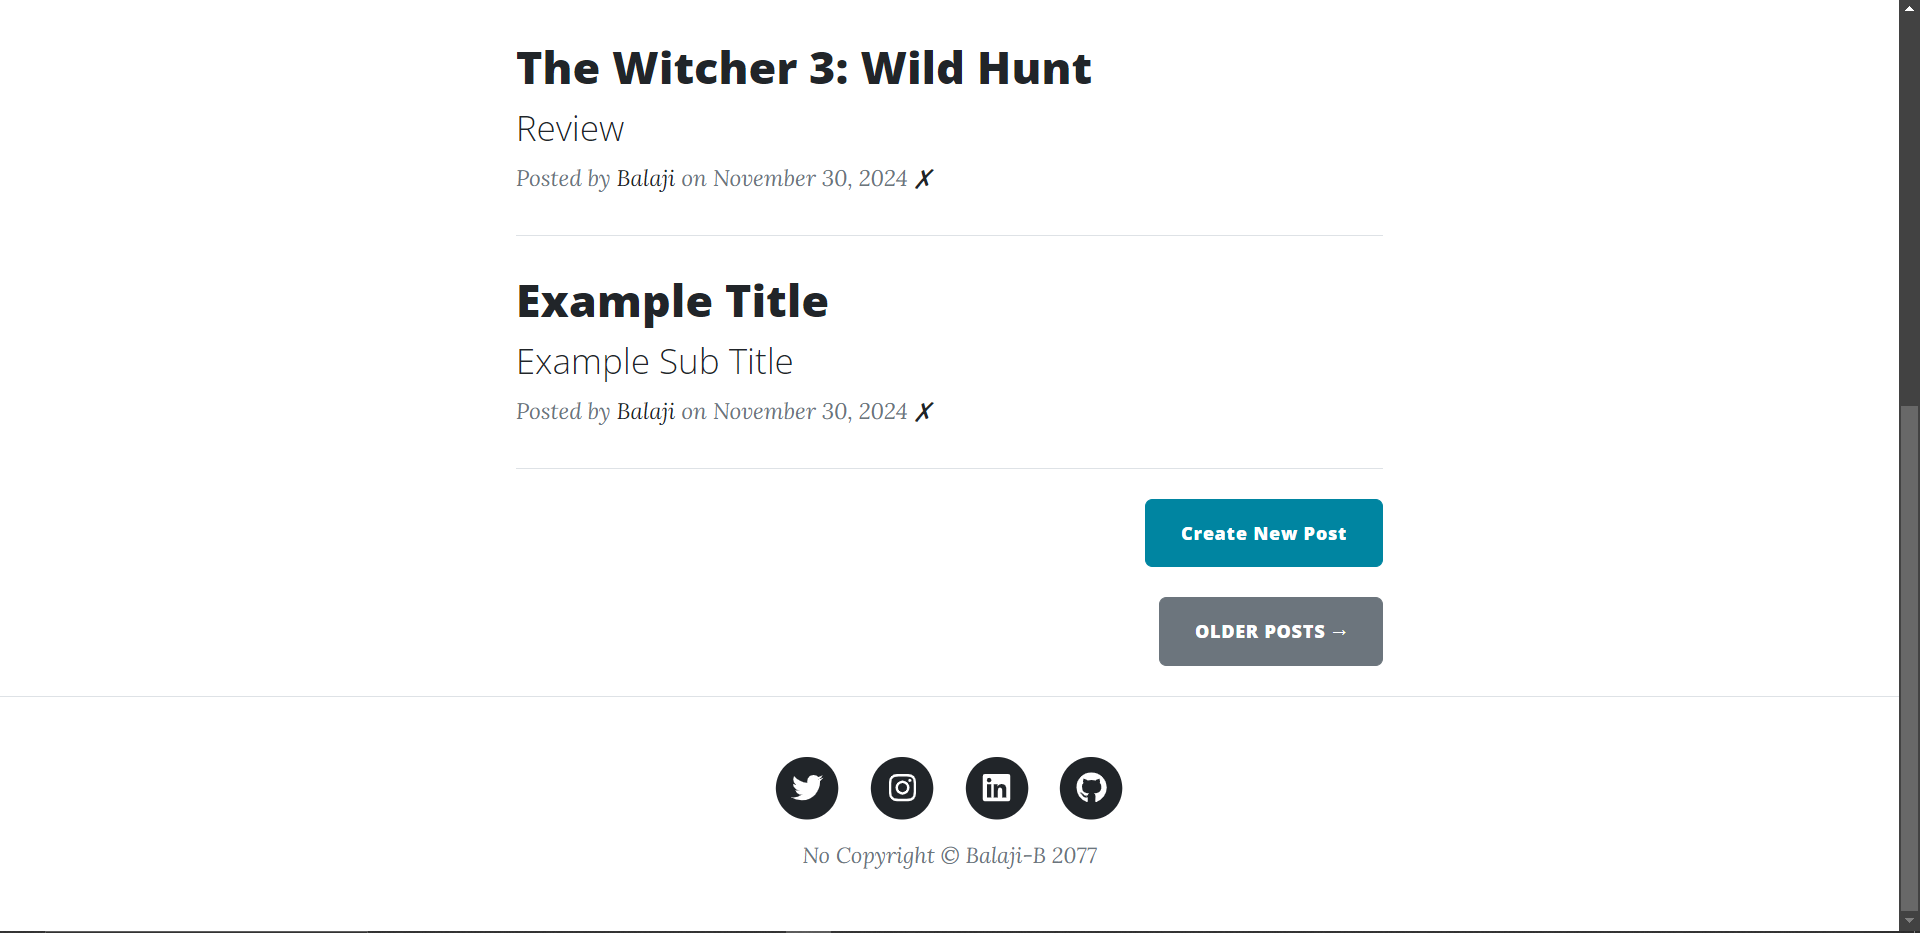 The Witcher 3: Wild Hunt
Review
Posted by Balaji on November 30, 2024 ✗
Example Title
Example Sub Title
Posted by Balaji on November 30, 2024 ✗
Create New Post
OLDER POSTS →
No Copyright © Balaji-B 2077